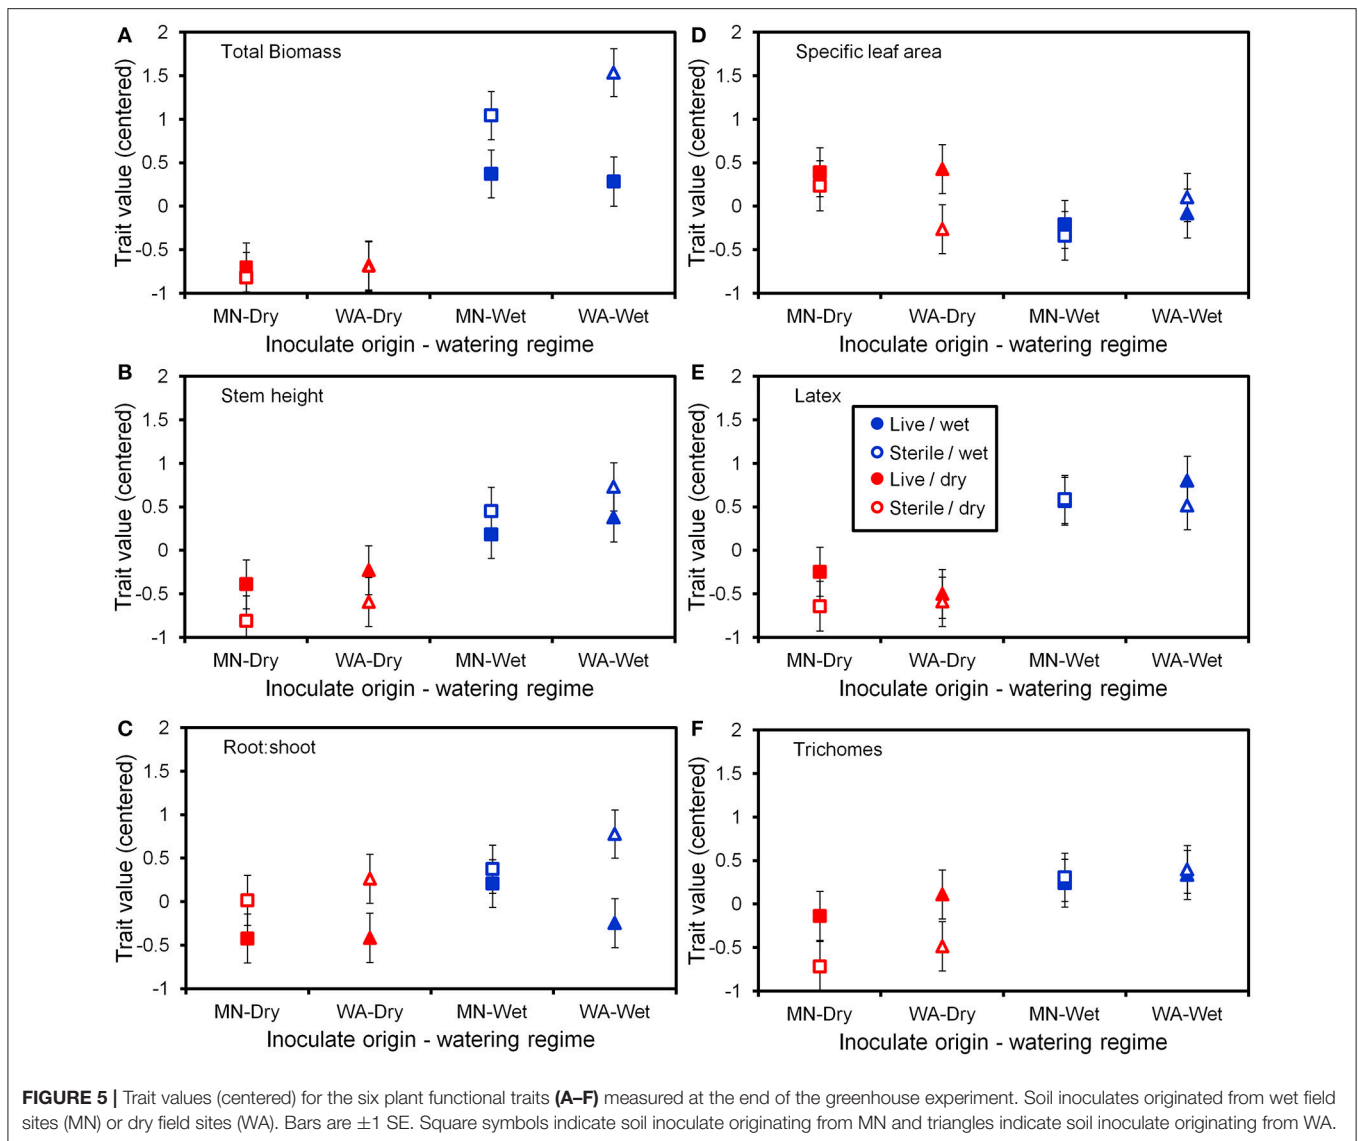 A
Total Biomass
Trait value (centered)
2
1.5
1
0.5
0
-0.5
-1
MN-Dry WA-Dry MN-Wet WA-Wet
Inoculate origin - watering regime
B
Stem height
Trait value (centered)
2
1.5
1
0.5
0
-0.5
-1
MN-Dry WA-Dry MN-Wet WA-Wet
Inoculate origin - watering regime
C
Root:shoot
Trait value (centered)
2
1.5
1
0.5
0
-0.5
-1
MN-Dry WA-Dry MN-Wet WA-Wet
Inoculate origin - watering regime
D
Specific leaf area
Trait value (centered)
2
1.5
1
0.5
0
-0.5
-1
MN-Dry WA-Dry MN-Wet WA-Wet
Inoculate origin - watering regime
E
Latex
Live / wet
Sterile / wet
Live / dry
Sterile / dry
Trait value (centered)
2
1.5
1
0.5
0
-0.5
-1
MN-Dry WA-Dry MN-Wet WA-Wet
Inoculate origin - watering regime
F
Trichomes
Trait value (centered)
2
1.5
1
0.5
0
-0.5
-1
MN-Dry WA-Dry MN-Wet WA-Wet
Inoculate origin - watering regime
FIGURE 5 | Trait values (centered) for the six plant functional traits (A–F) measured at the end of the greenhouse experiment. Soil inoculates originated from wet field
sites (MN) or dry field sites (WA). Bars are ±1 SE. Square symbols indicate soil inoculate originating from MN and triangles indicate soil inoculate originating from WA.